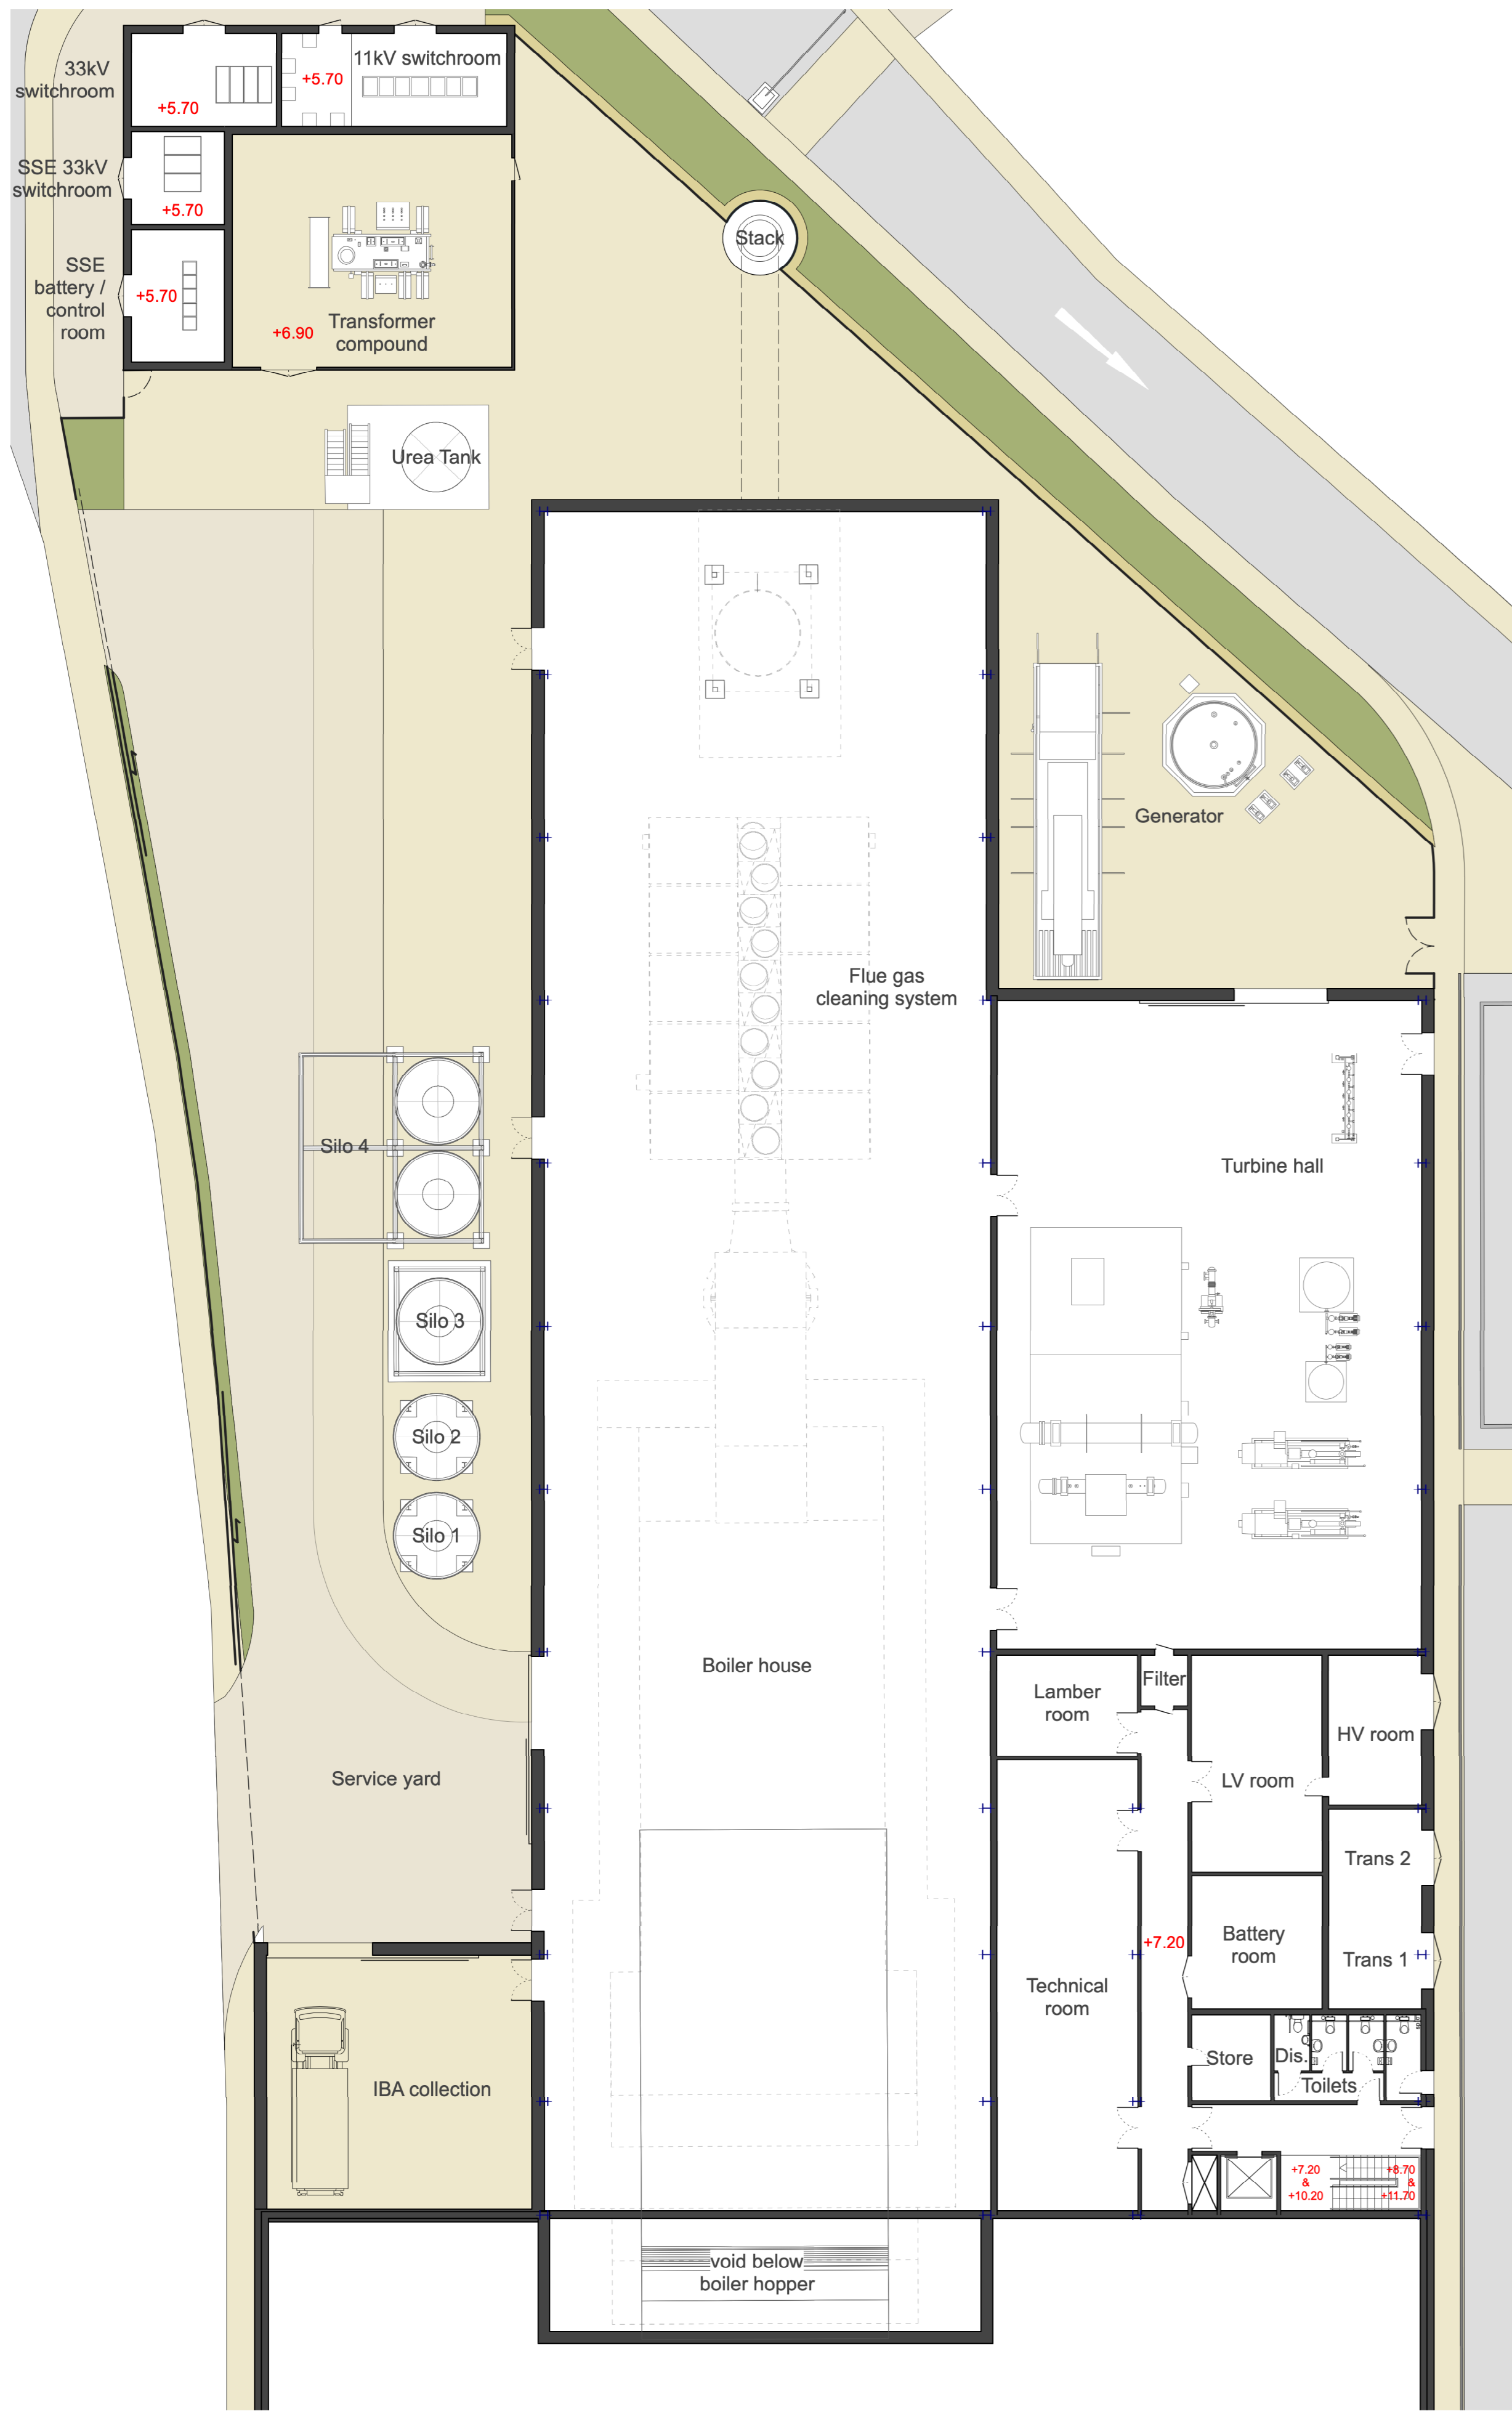 33kV
switchroom
+5.70
+5.70
11kV switchroom
SSE 33kV
switchroom
+5.70
SSE
battery /
control
room
+5.70
+6.90
Transformer
compound
Stack
Urea Tank
Generator
Flue gas
cleaning system
Silo 4
Turbine hall
Silo 3
Silo 2
Silo 1
Boiler house
Lamber
room
Filter
HV room
LV room
Service yard
Trans 2
Battery
room
+7.20
Trans 1
Technical
room
Store
Dis.
Toilets
IBA collection
+7.20
&
+10.20
+8.70
&
+11.70
void below
boiler hopper